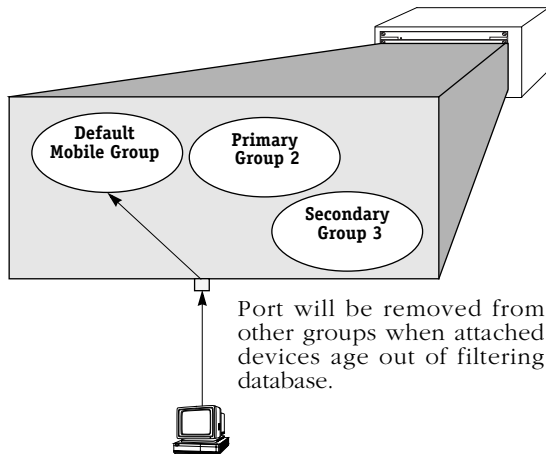 Default
Mobile Group
Primary
Group 2
Secondary
Group 3
Port will be removed from
other groups when attached
devices age out of filtering
database.